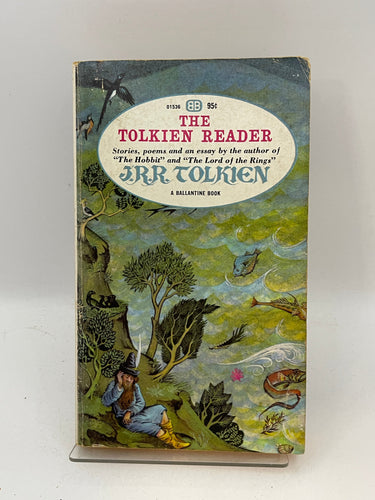 01536 BB 95¢
THE
TOLKIEN READER
Stories, poems and an essay by the author of
"The Hobbit" and "The Lord of the Rings"
J.R.R. TOLKIEN
A BALLANTINE BOOK